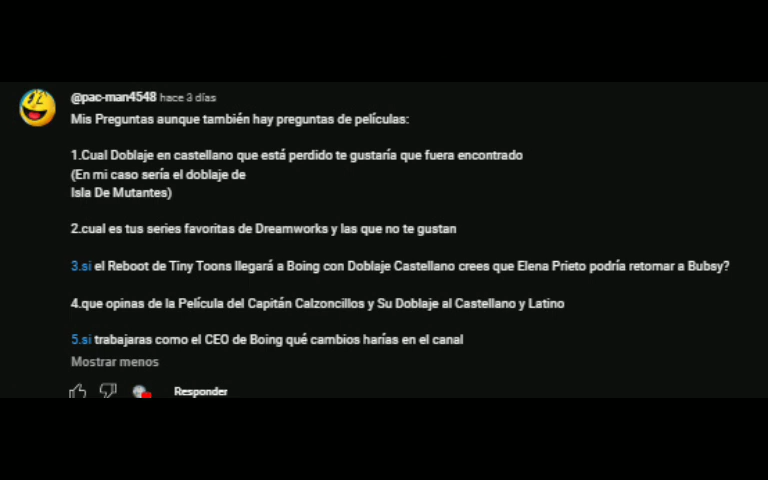 @pac-man4548 hace 3 días
Mis Preguntas aunque también hay preguntas de películas:
1.Cual Doblaje en castellano que está perdido te gustaría que fuera encontrado
(En mi caso sería el doblaje de
Isla De Mutantes)
2.cual es tus series favoritas de Dreamworks y las que no te gustan
3.si el Reboot de Tiny Toons llegará a Boing con Doblaje Castellano crees que Elena Prieto podría retomar a Bubsy?
4.que opinas de la Película del Capitán Calzoncillos y Su Doblaje al Castellano y Latino
5.si trabajaras como el CEO de Boing qué cambios harías en el canal
Mostrar menos
Responder